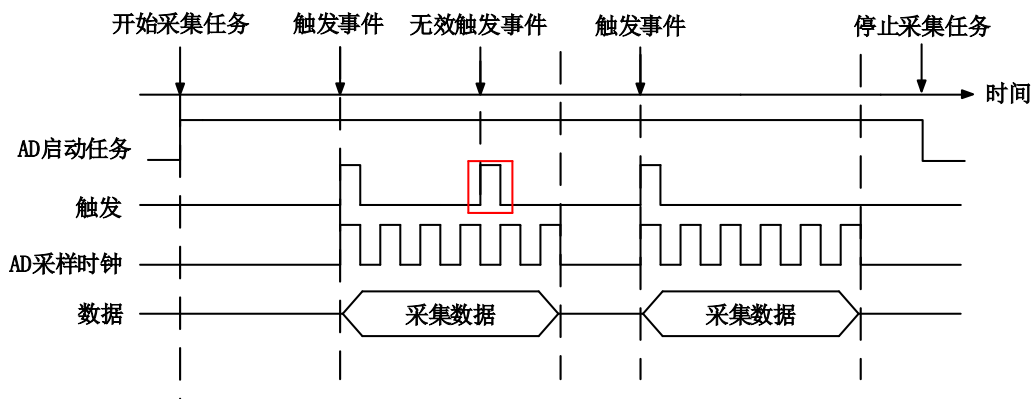 开始采集任务 触发事件 无效触发事件 触发事件 停止采集任务
时间
AD启动任务
触发
AD采样时钟
数据 采集数据 采集数据